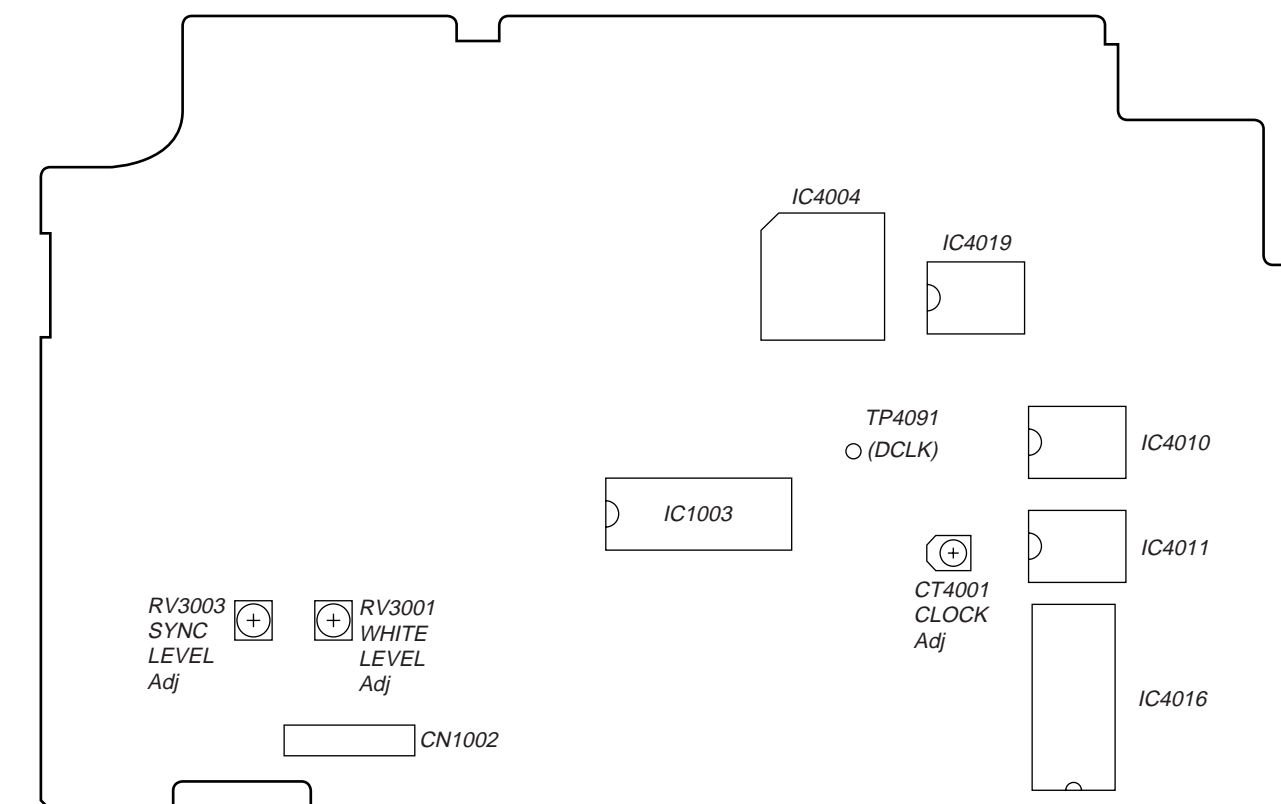 IC4004
IC4019
TP4091
(DCLK)
IC4010
IC1003
IC4011
CT4001
CLOCK
Adj
RV3003
SYNC
LEVEL
Adj
RV3001
WHITE
LEVEL
Adj
IC4016
CN1002